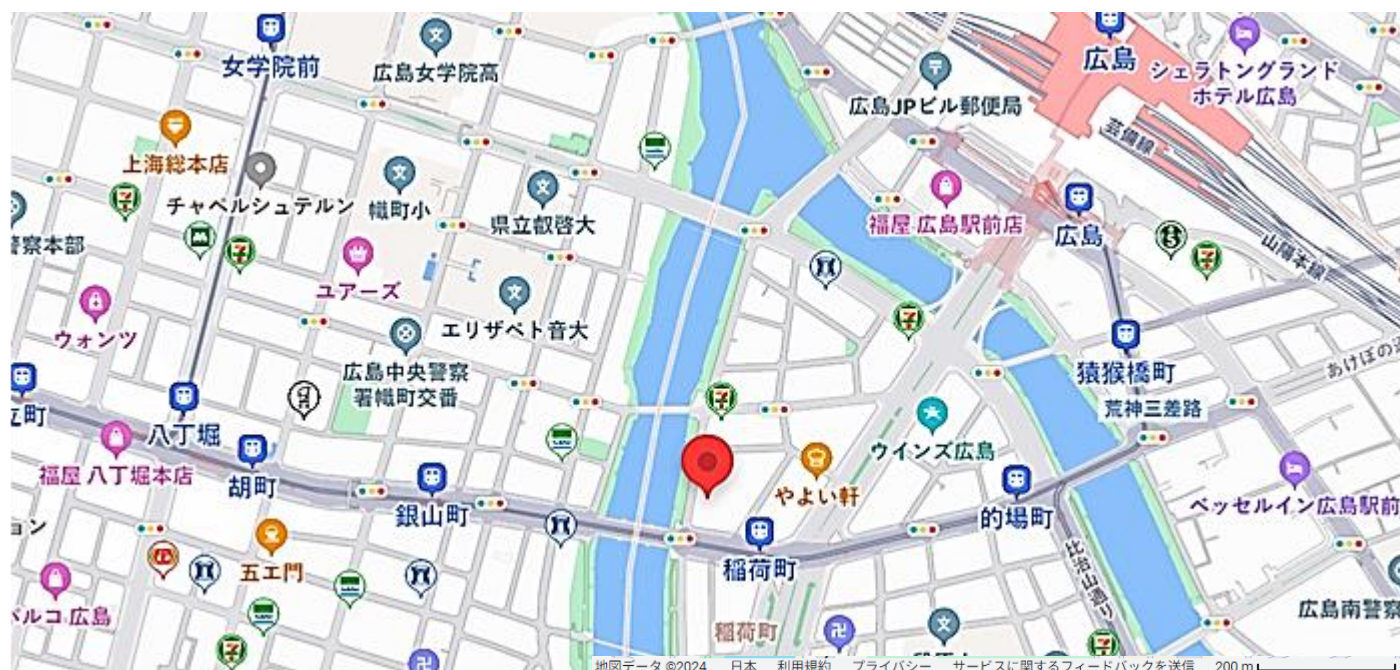 女学院前
広島女学院高
広島
シェラトングランド
ホテル広島
広島JPビル郵便局
芸備線
上海総本店
チャペルシュテルン
幟町小
県立叡啓大
福屋 広島駅前店
広島
警察本部
山陽本線
ユアーズ
エリザベト音大
ウォンツ
広島中央警察
署幟町交番
猿猴橋町
あけぼの通
荒神三差路
立町
八丁堀
福屋 八丁堀本店
胡町
銀山町
ウインズ広島
やよい軒
的場町
ベッセルイン広島駅前
ョン
五エ門
稲荷町
比治山通り
パルコ 広島
広島南警察
稲荷町
地図データ ©2024 日本 利用規約 プライバシー サービスに関するフィードバックを送信 200 m